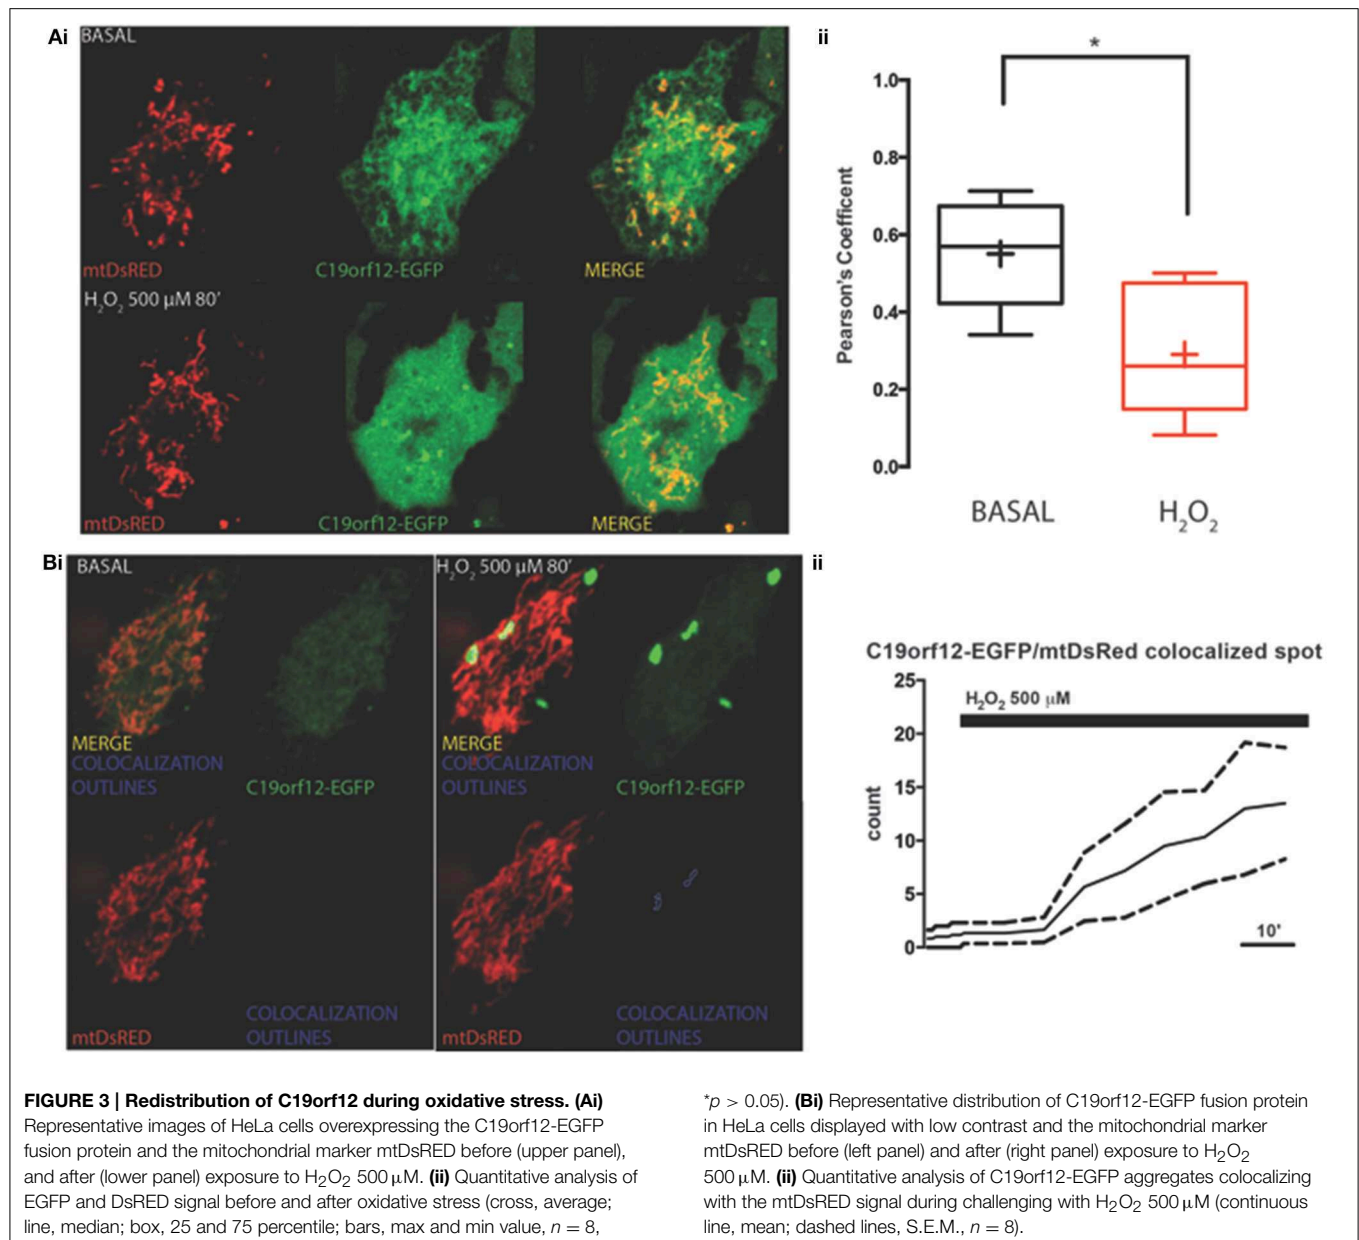 Ai
BASAL
mtDsRED
C19orf12-EGFP
MERGE
H₂O₂ 500 µM 80’
mtDsRED
C19orf12-EGFP
MERGE
ii
*
1.0
0.8
0.6
0.4
0.2
0.0
Pearson's Coefficent
BASAL
H₂O₂
Bi
BASAL
MERGE
COLOCALIZATION
OUTLINES
C19orf12-EGFP
mtDsRED
COLOCALIZATION
OUTLINES
H₂O₂ 500 µM 80’
MERGE
COLOCALIZATION
OUTLINES
C19orf12-EGFP
mtDsRED
COLOCALIZATION
OUTLINES
ii
C19orf12-EGFP/mtDsRed colocalized spot
25
20
15
10
5
0
count
H₂O₂ 500 µM
10'
FIGURE 3 | Redistribution of C19orf12 during oxidative stress. (Ai)
Representative images of HeLa cells overexpressing the C19orf12-EGFP
fusion protein and the mitochondrial marker mtDsRED before (upper panel),
and after (lower panel) exposure to H₂O₂ 500 µM. (ii) Quantitative analysis of
EGFP and DsRED signal before and after oxidative stress (cross, average;
line, median; box, 25 and 75 percentile; bars, max and min value, n = 8,
*p > 0.05). (Bi) Representative distribution of C19orf12-EGFP fusion protein
in HeLa cells displayed with low contrast and the mitochondrial marker
mtDsRED before (left panel) and after (right panel) exposure to H₂O₂
500 µM. (ii) Quantitative analysis of C19orf12-EGFP aggregates colocalizing
with the mtDsRED signal during challenging with H₂O₂ 500 µM (continuous
line, mean; dashed lines, S.E.M., n = 8).